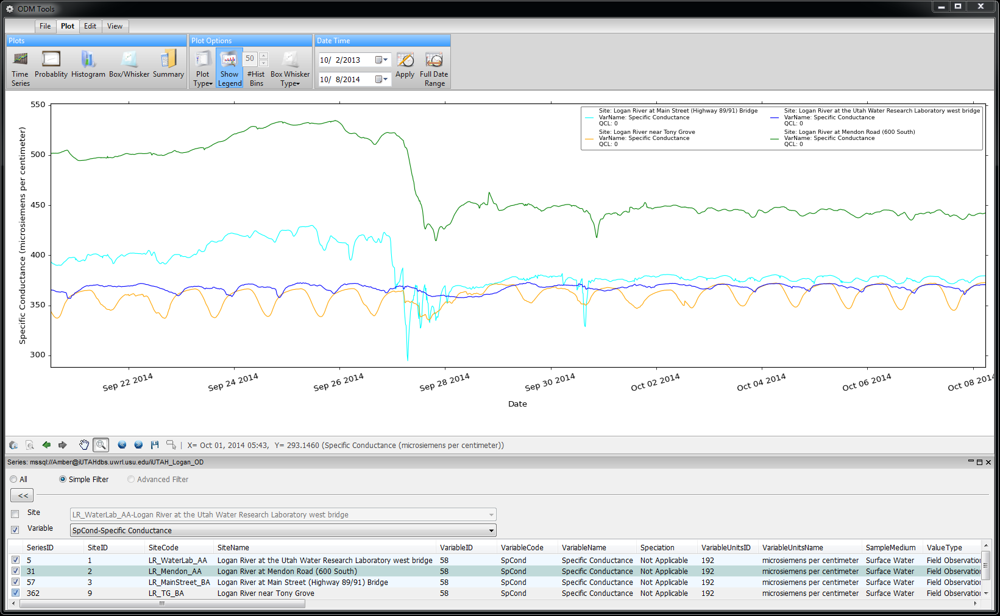 ODM Tools
File Plot Edit View
Plots Plot Options Date Time
Time Series Probablity Histogram Box/Whisker Summary
Plot Type Show Legend 50 #Hist Bins Box Whisker Type
10/ 2/2013
10/ 8/2014
Apply Full Date Range
Specific Conductance (microsiemens per centimeter)
550
500
450
400
350
300
Site: Logan River at Main Street (Highway 89/91) Bridge
VarName: Specific Conductance
QCL: 0
Site: Logan River near Tony Grove
VarName: Specific Conductance
QCL: 0
Site: Logan River at the Utah Water Research Laboratory west bridge
VarName: Specific Conductance
QCL: 0
Site: Logan River at Mendon Road (600 South)
VarName: Specific Conductance
QCL: 0
Sep 22 2014 Sep 24 2014 Sep 26 2014 Sep 28 2014 Sep 30 2014 Oct 02 2014 Oct 04 2014 Oct 06 2014 Oct 08 2014
Date
| X= Oct 01, 2014 05:43, Y= 293.1460 (Specific Conductance (microsiemens per centimeter))
Series: mssql://Amber@iUTAHdbs.uwrl.usu.edu/iUTAH_Logan_OD
All Simple Filter Advanced Filter
<<
Site LR_WaterLab_AA-Logan River at the Utah Water Research Laboratory west bridge
Variable SpCond-Specific Conductance
SeriesID SiteID SiteCode SiteName VariableID VariableCode VariableName Speciation VariableUnitsID VariableUnitsName SampleMedium ValueType
5 1 LR_WaterLab_AA Logan River at the Utah Water Research Laboratory west bridge 58 SpCond Specific Conductance Not Applicable 192 microsiemens per centimeter Surface Water Field Observation
31 2 LR_Mendon_AA Logan River at Mendon Road (600 South) 58 SpCond Specific Conductance Not Applicable 192 microsiemens per centimeter Surface Water Field Observation
57 3 LR_MainStreet_BA Logan River at Main Street (Highway 89/91) Bridge 58 SpCond Specific Conductance Not Applicable 192 microsiemens per centimeter Surface Water Field Observation
362 9 LR_TG_BA Logan River near Tony Grove 58 SpCond Specific Conductance Not Applicable 192 microsiemens per centimeter Surface Water Field Observation